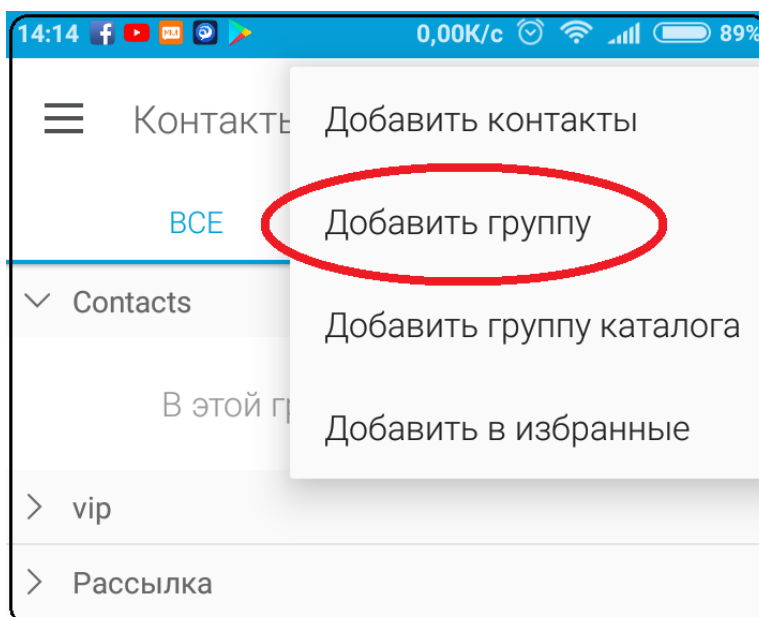 14:14 0,00K/c 89%
Контакты
Добавить контакты
ВСЕ
Добавить группу
Contacts
Добавить группу каталога
В этой
Добавить в избранные
vip
Рассылка